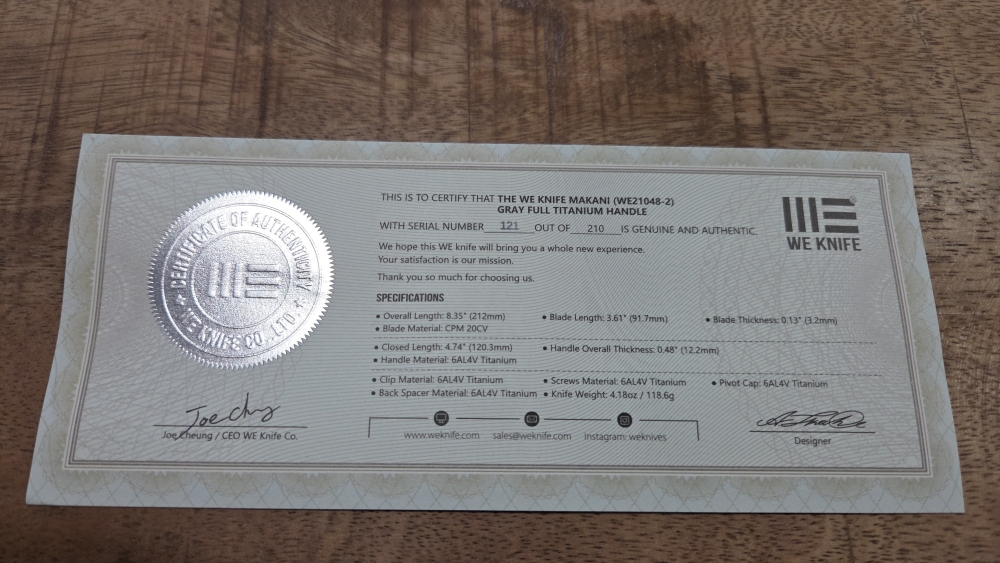 CERTIFICATE OF AUTHENTICITY
WE
WE KNIFE CO., LTD.
THIS IS TO CERTIFY THAT THE WE KNIFE MAKANI (WE21048-2)
GRAY FULL TITANIUM HANDLE
WITH SERIAL NUMBER 121 OUT OF 210 IS GENUINE AND AUTHENTIC.
WE
WE KNIFE
We hope this WE knife will bring you a whole new experience.
Your satisfaction is our mission.
Thank you so much for choosing us.
SPECIFICATIONS
• Overall Length: 8.35" (212mm) • Blade Length: 3.61" (91.7mm) • Blade Thickness: 0.13" (3.2mm)
• Blade Material: CPM 20CV
• Closed Length: 4.74" (120.3mm) • Handle Overall Thickness: 0.48" (12.2mm)
• Handle Material: 6AL4V Titanium
• Clip Material: 6AL4V Titanium • Screws Material: 6AL4V Titanium • Pivot Cap: 6AL4V Titanium
• Back Spacer Material: 6AL4V Titanium • Knife Weight: 4.18oz / 118.6g
Joe Cheung
Joe Cheung / CEO WE Knife Co.
www.weknife.com sales@weknife.com Instagram: weknives
Designer